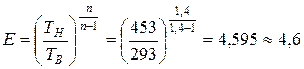 E = (T_H / T_B)^(n/(n-1)) = (453/293)^(1,4/(1,4-1)) = 4,595 ≈ 4,6